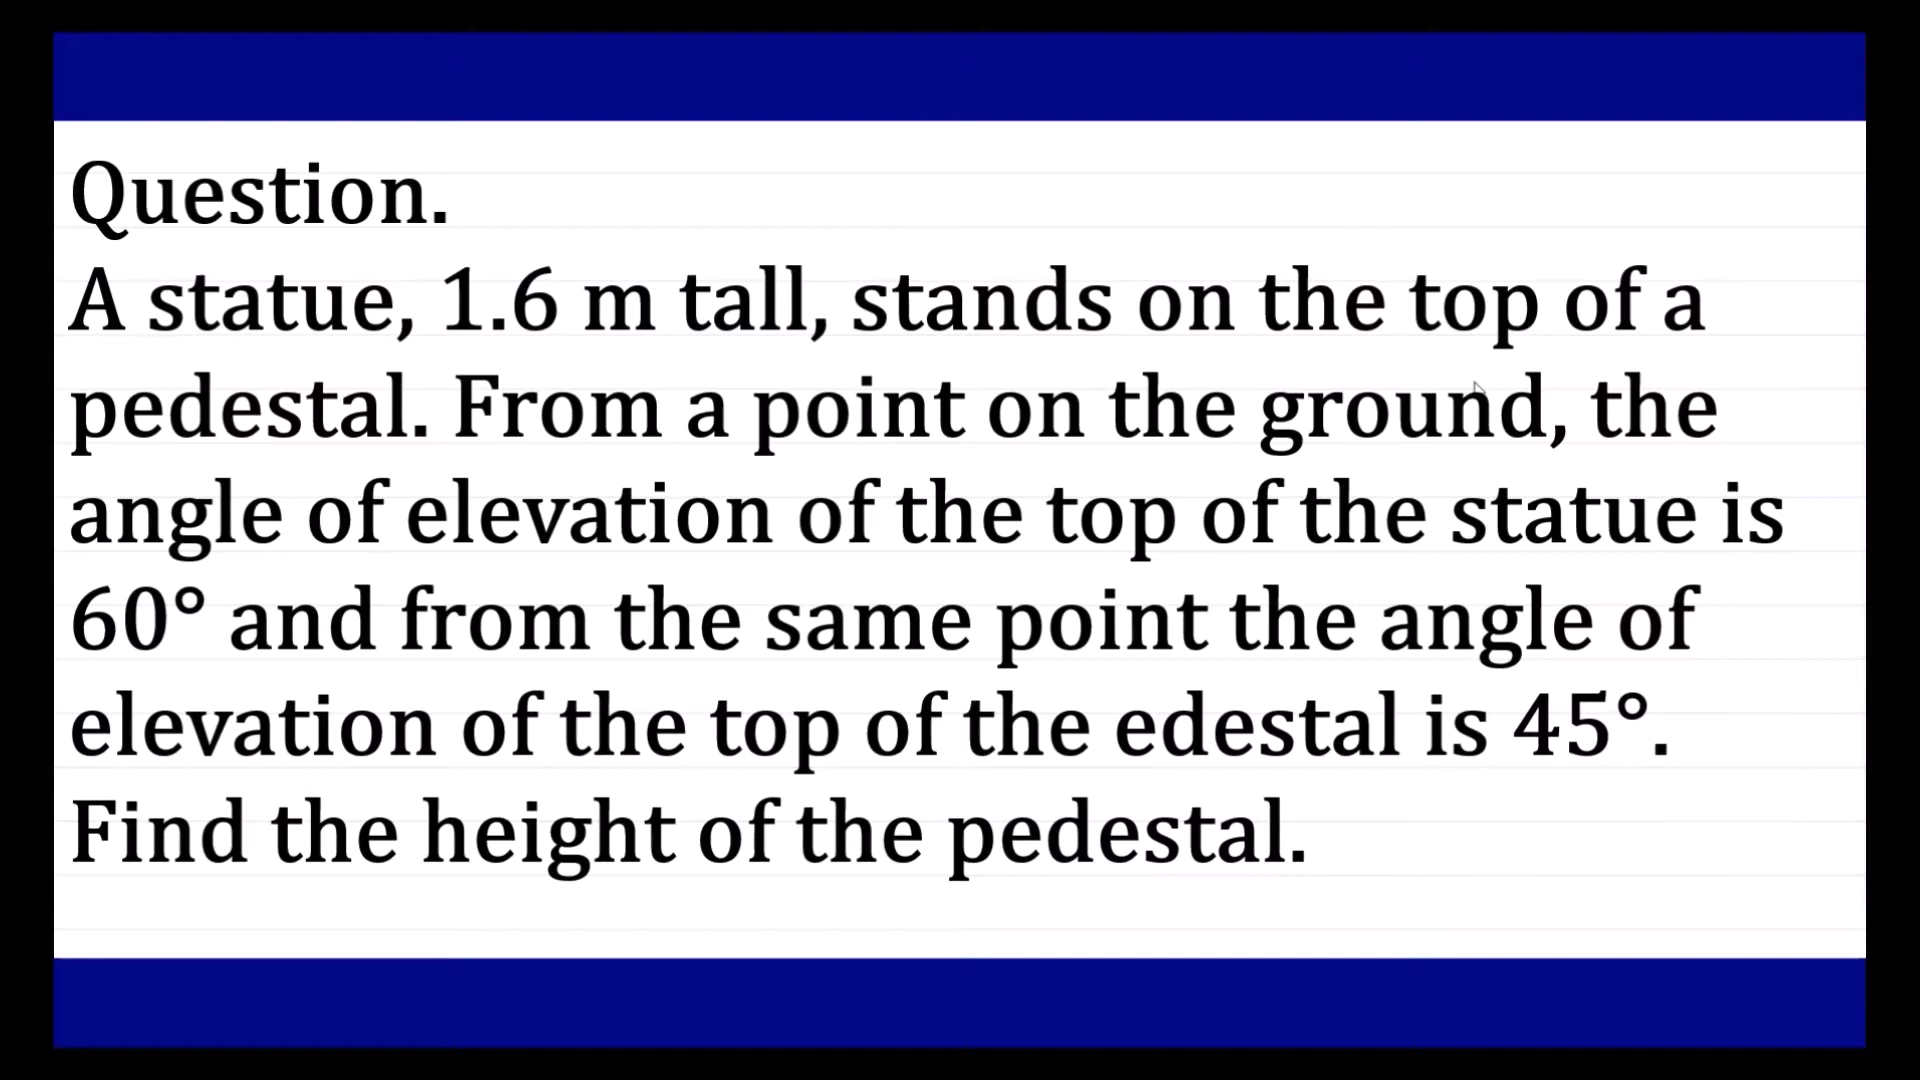 Question.
A statue, 1.6 m tall, stands on the top of a
pedestal. From a point on the ground, the
angle of elevation of the top of the statue is
60° and from the same point the angle of
elevation of the top of the edestal is 45°.
Find the height of the pedestal.